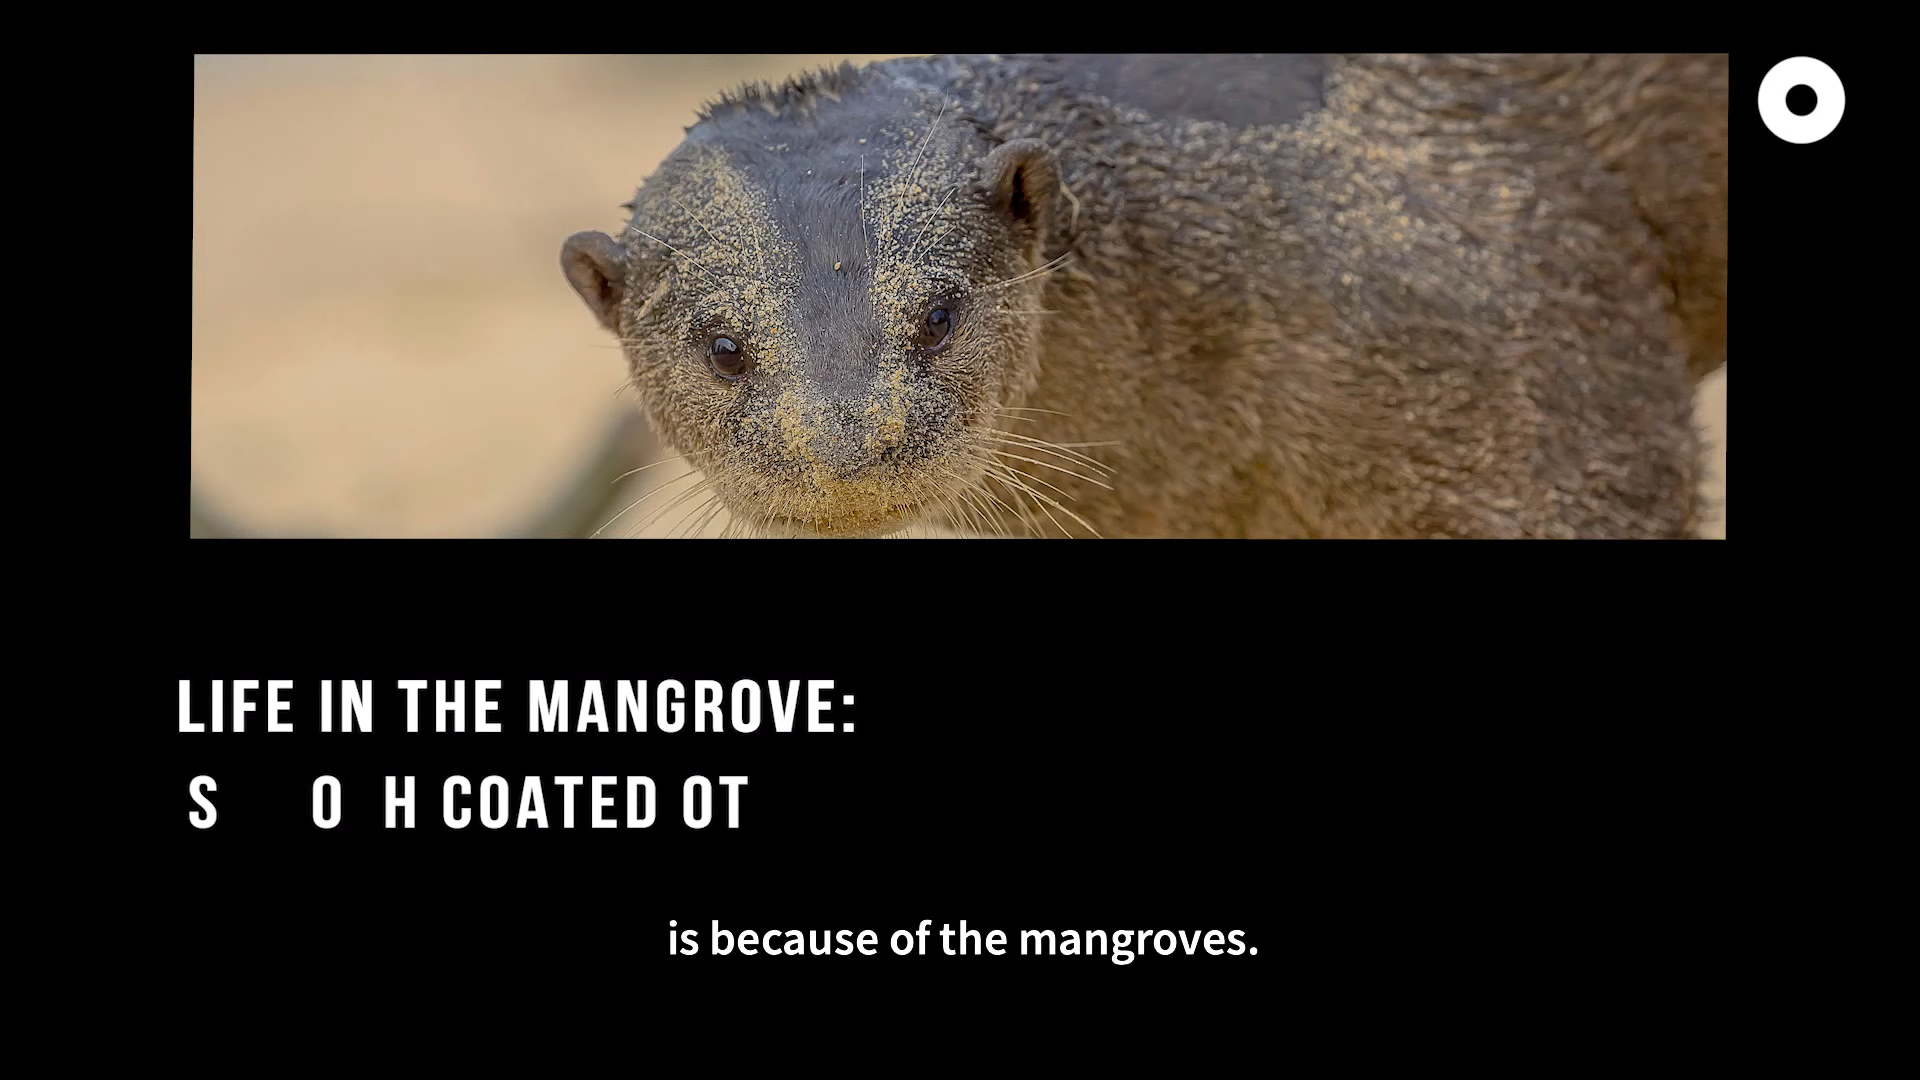 LIFE IN THE MANGROVE:
S O H COATED OT
is because of the mangroves.